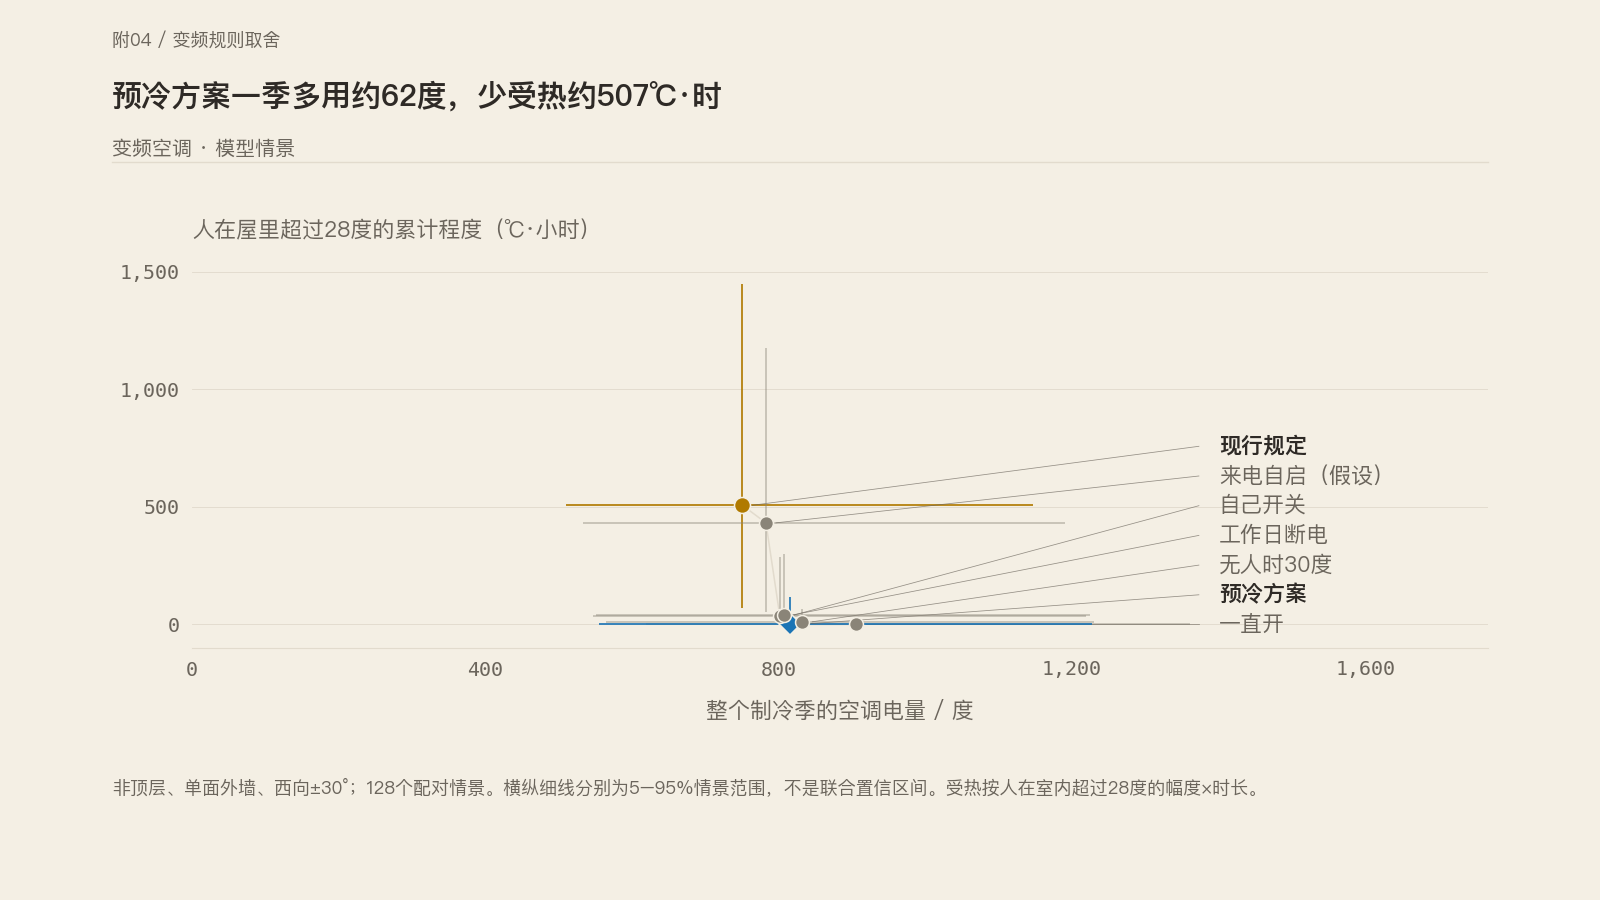 附04 / 变频规则取舍
预冷方案一季多用约62度，少受热约507℃·时
变频空调 · 模型情景
人在屋里超过28度的累计程度（℃·小时）
1,500
1,000
500
0
现行规定
来电自启（假设）
自己开关
工作日断电
无人时30度
预冷方案
一直开
0
400
800
1,200
1,600
整个制冷季的空调电量 / 度
非顶层、单面外墙、西向±30°；128个配对情景。横纵细线分别为5—95%情景范围，不是联合置信区间。受热按人在室内超过28度的幅度×时长。